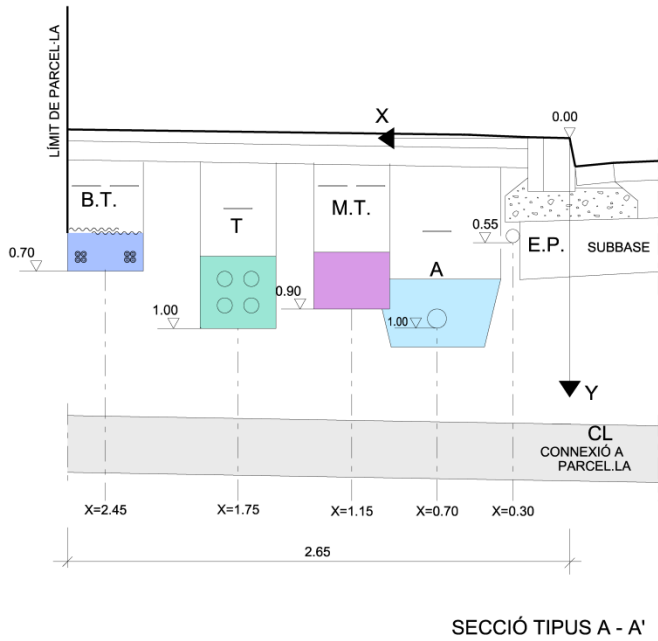 LÍMIT DE PARCEL·LA
X
0.00
B.T.
T
M.T.
A
0.55
E.P.
SUBBASE
0.70
0.90
1.00
1.00
Y
CL
CONNEXIÓ A
PARCEL.LA
X=2.45
X=1.75
X=1.15
X=0.70
X=0.30
2.65
SECCIÓ TIPUS A - A'